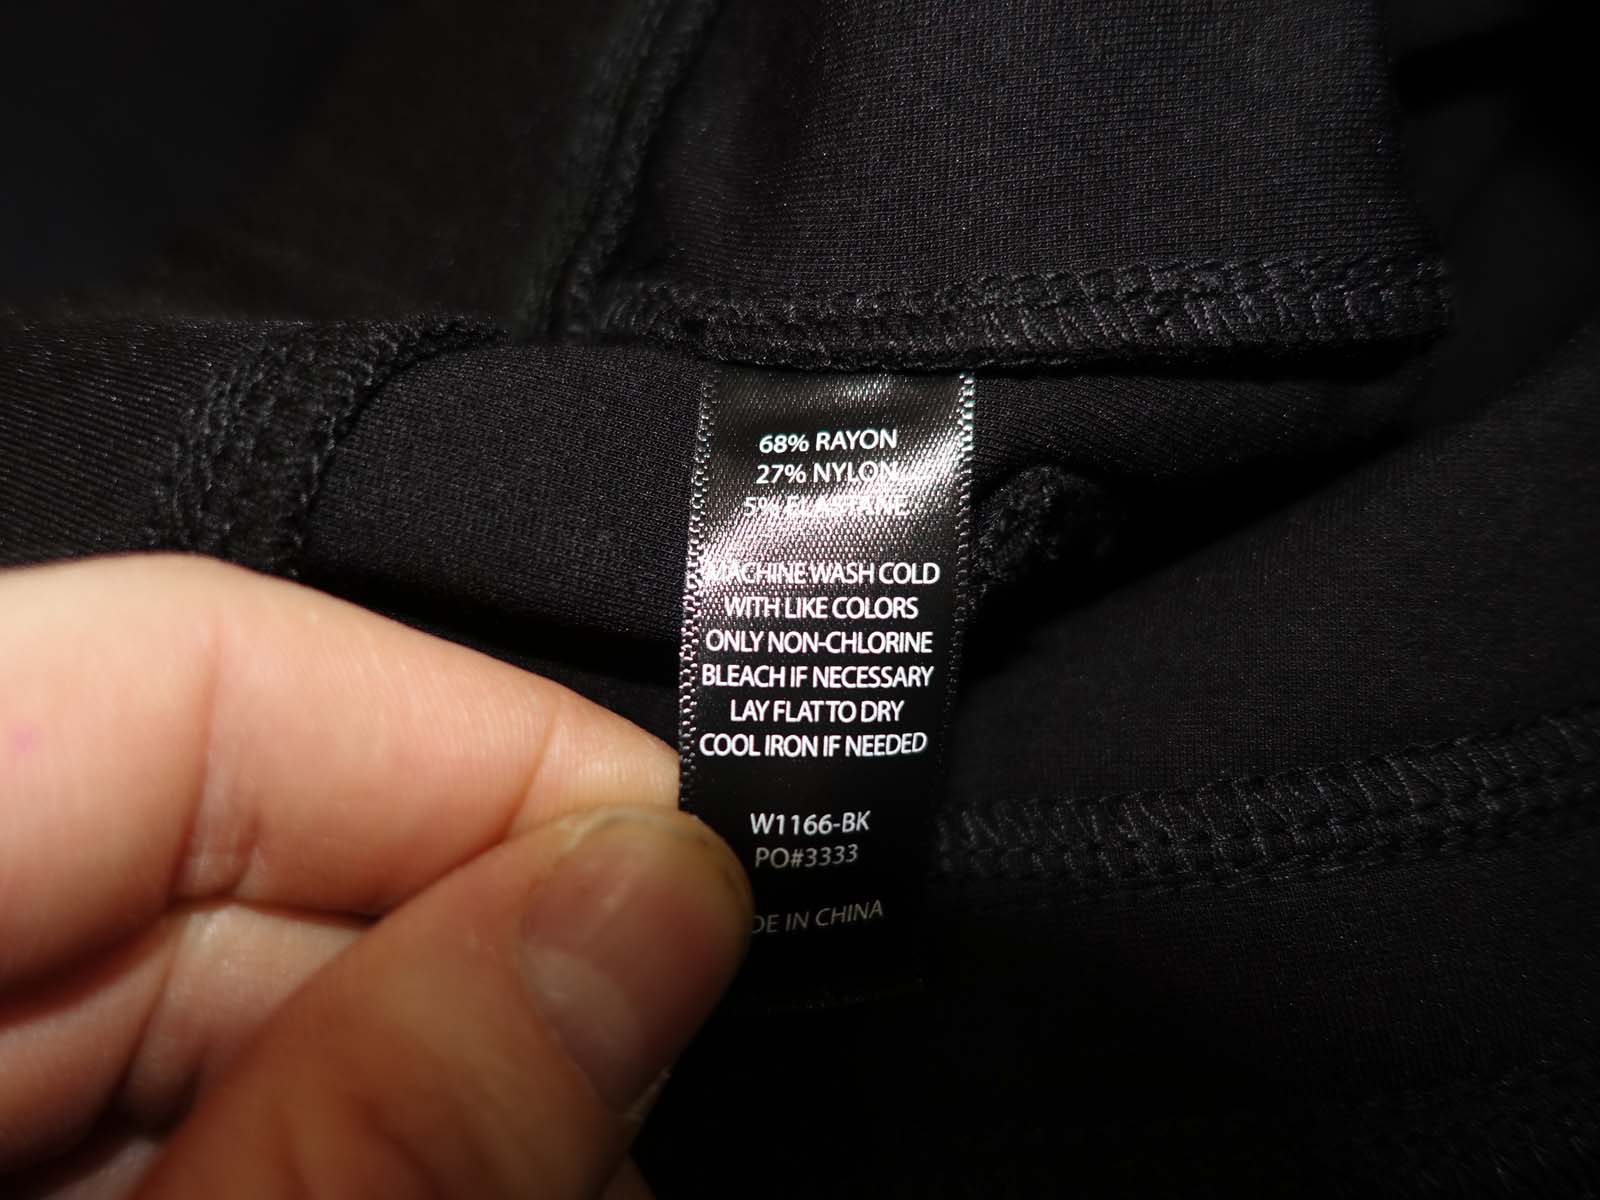 68% RAYON
27% NYLON
5% ELASTANE
MACHINE WASH COLD
WITH LIKE COLORS
ONLY NON-CHLORINE
BLEACH IF NECESSARY
LAY FLAT TO DRY
COOL IRON IF NEEDED
W1166-BK
PO#3333
DE IN CHINA